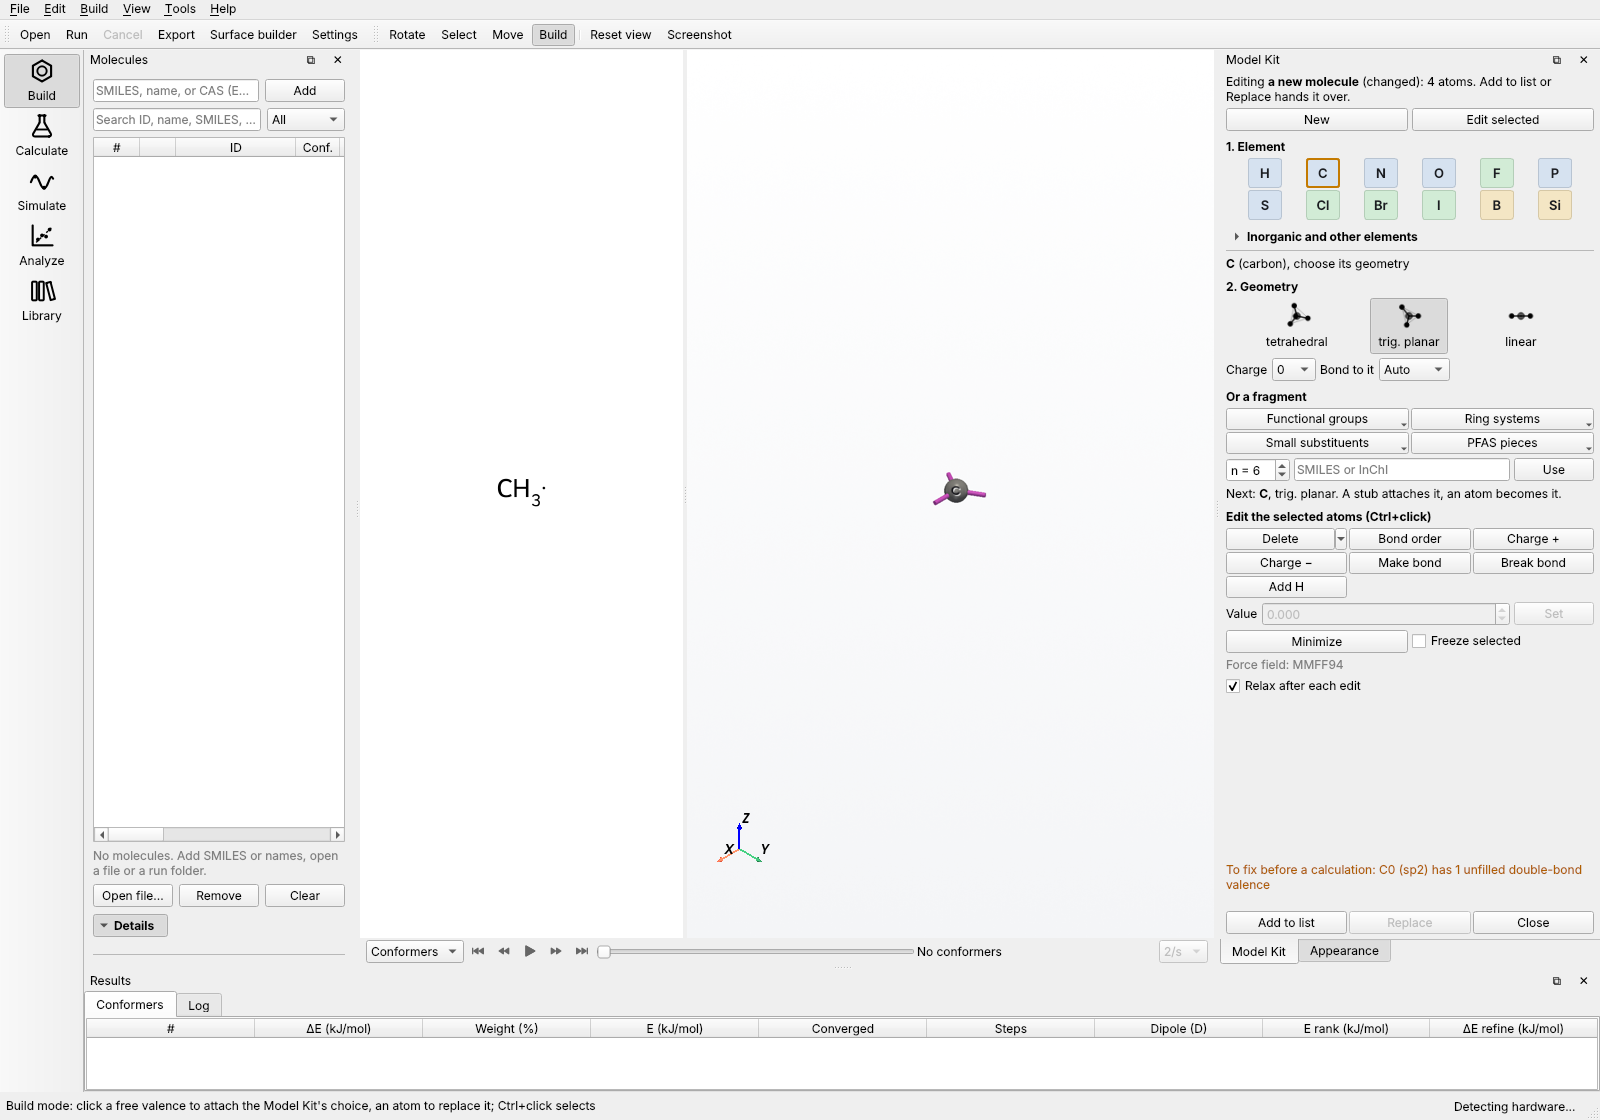 File Edit Build View Tools Help
Open Run Cancel Export Surface builder Settings Rotate Select Move Build Reset view Screenshot
Build
Calculate
Simulate
Analyze
Library
Molecules
SMILES, name, or CAS (E... Add
Search ID, name, SMILES, ... All
# ID Conf.
No molecules. Add SMILES or names, open
a file or a run folder.
Open file... Remove Clear
Details
CH3·
C
Z
X Y
Conformers No conformers 2/s
Model Kit
Editing a new molecule (changed): 4 atoms. Add to list or
Replace hands it over.
New Edit selected
1. Element
H C N O F P
S Cl Br I B Si
Inorganic and other elements
C (carbon), choose its geometry
2. Geometry
tetrahedral trig. planar linear
Charge 0 Bond to it Auto
Or a fragment
Functional groups Ring systems
Small substituents PFAS pieces
n = 6 SMILES or InChI Use
Next: C, trig. planar. A stub attaches it, an atom becomes it.
Edit the selected atoms (Ctrl+click)
Delete Bond order Charge +
Charge − Make bond Break bond
Add H
Value 0.000 Set
Minimize Freeze selected
Force field: MMFF94
Relax after each edit
To fix before a calculation: C0 (sp2) has 1 unfilled double-bond
valence
Add to list Replace Close
Model Kit Appearance
Results
Conformers Log
# ΔE (kJ/mol) Weight (%) E (kJ/mol) Converged Steps Dipole (D) E rank (kJ/mol) ΔE refine (kJ/mol)
Build mode: click a free valence to attach the Model Kit's choice, an atom to replace it; Ctrl+click selects
Detecting hardware...